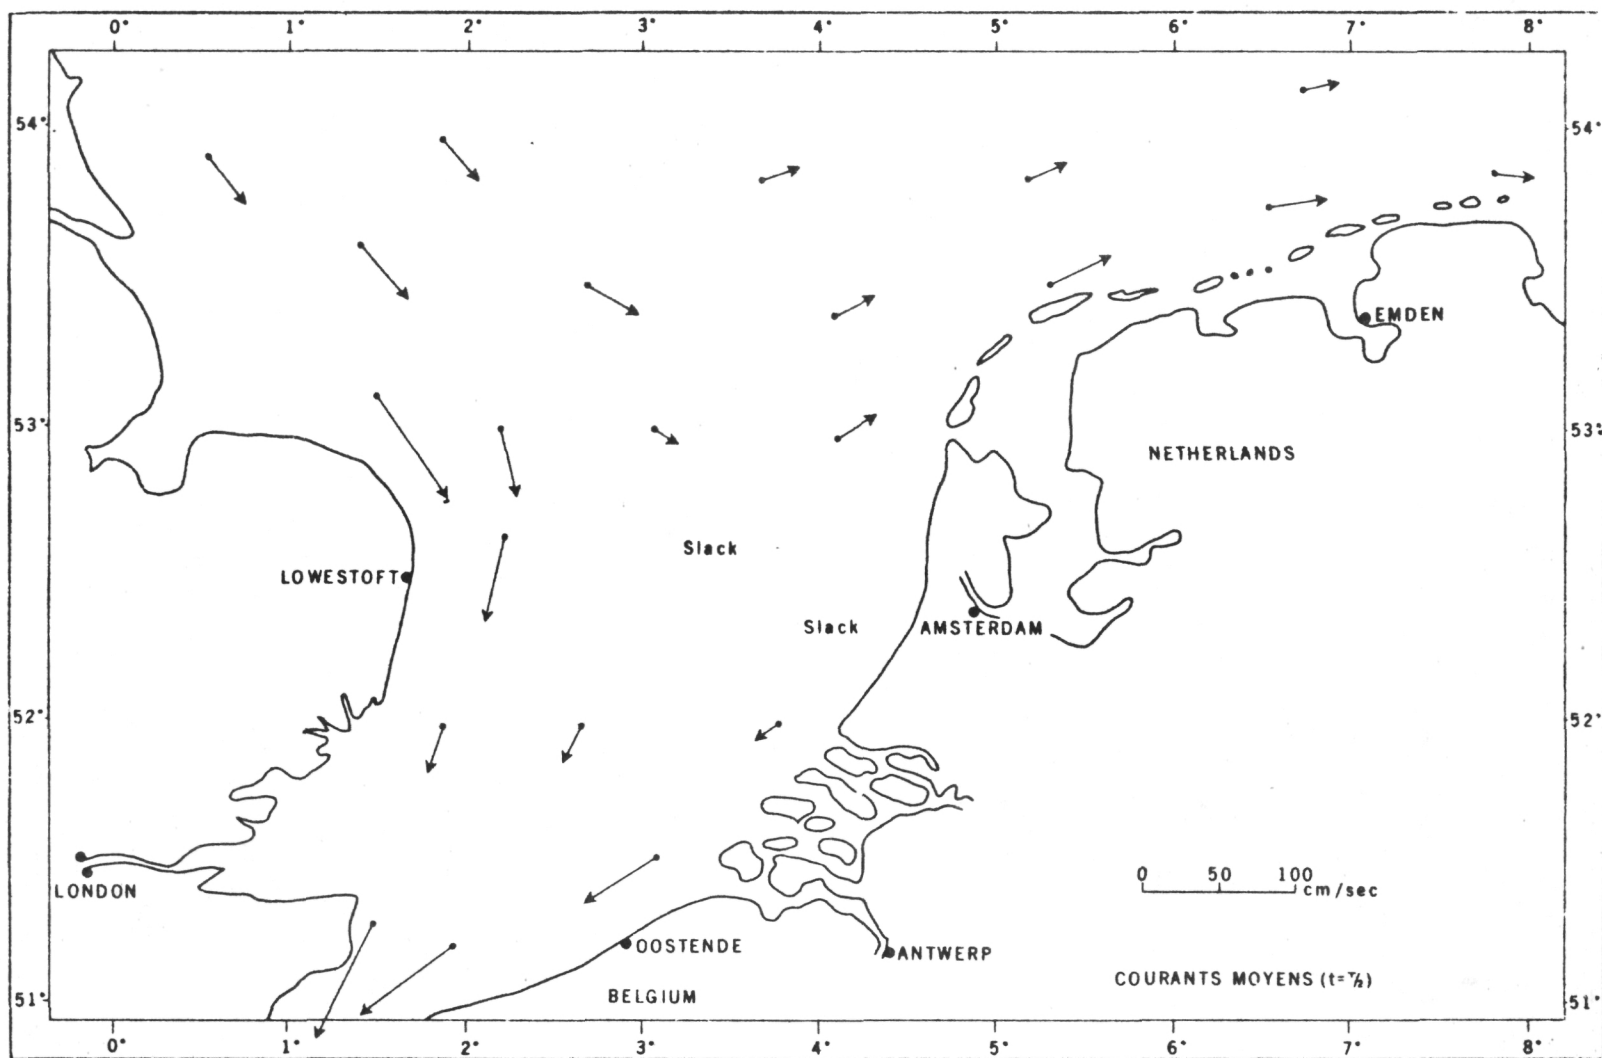 0° 1° 2° 3° 4° 5° 6° 7° 8°
54° 54°
EMDEN
53° 53°
NETHERLANDS
Slack
LOWESTOFT
Slack AMSTERDAM
52° 52°
0 50 100
cm/sec
LONDON
OOSTENDE ANTWERP
COURANTS MOYENS (t=T/2)
BELGIUM
51° 51°
0° 1° 2° 3° 4° 5° 6° 7° 8°